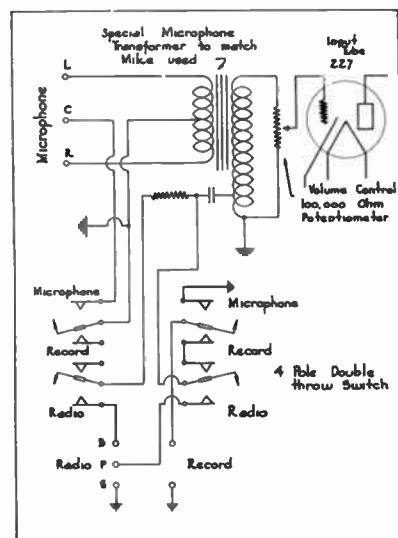 Special Microphone
Transformer to match
Mike used
Input
Tube
227
L
C
R
Microphone
Volume Control
100,000 Ohm
Potentiometer
Microphone
Microphone
Record
Record
4 Pole Double
throw Switch
Radio
Radio
B
Radio P
Record
G